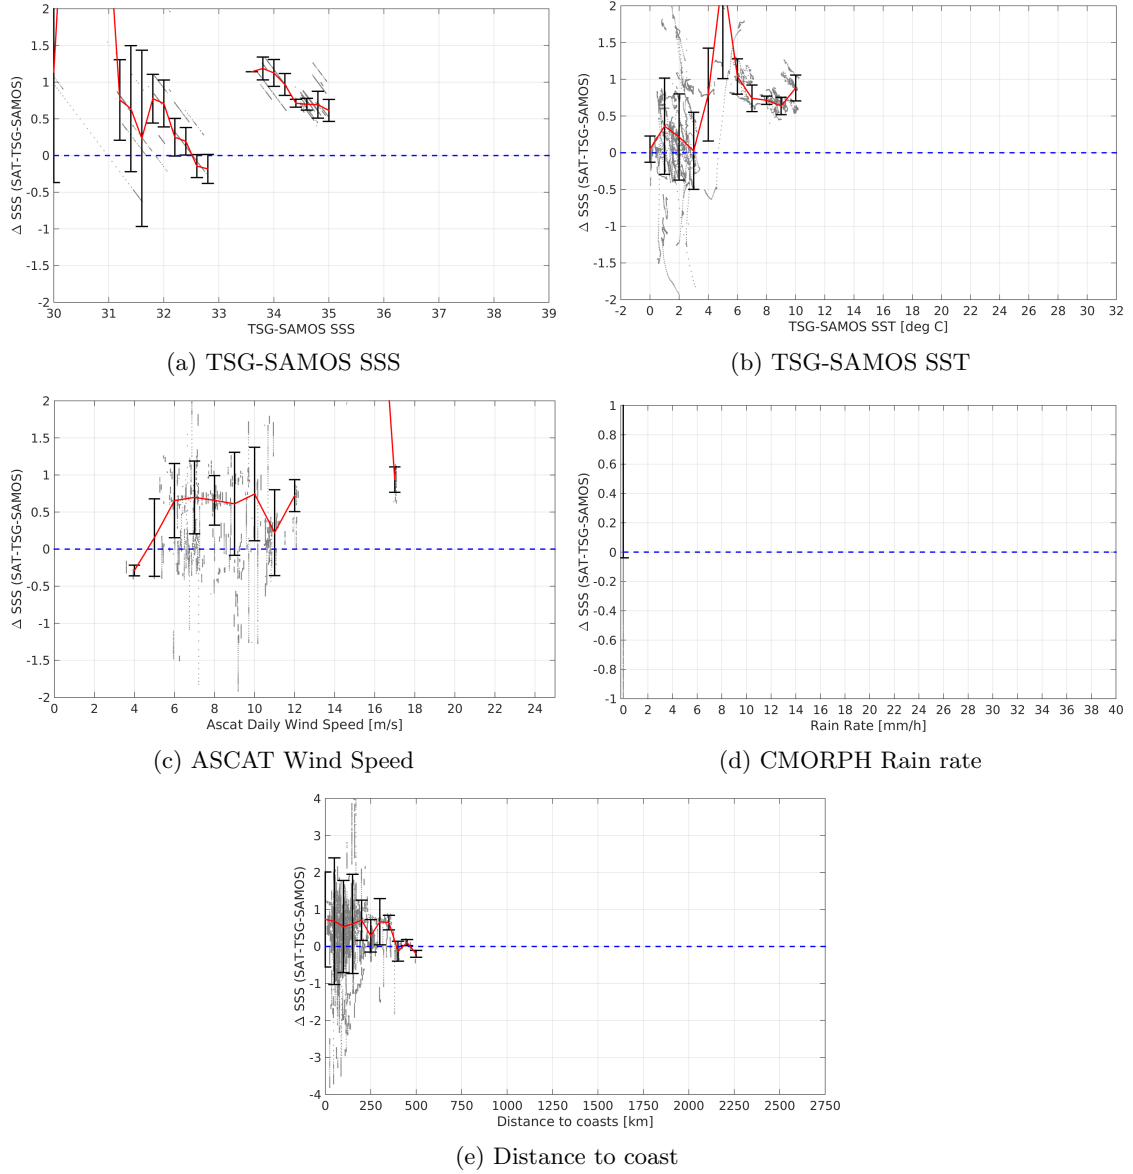 2
1.5
1
0.5
0
-0.5
-1
-1.5
-2
Δ SSS (SAT-TSG-SAMOS)
30 31 32 33 34 35 36 37 38 39
TSG-SAMOS SSS
(a) TSG-SAMOS SSS
2
1.5
1
0.5
0
-0.5
-1
-1.5
-2
Δ SSS (SAT-TSG-SAMOS)
-2 0 2 4 6 8 10 12 14 16 18 20 22 24 26 28 30 32
TSG-SAMOS SST [deg C]
(b) TSG-SAMOS SST
2
1.5
1
0.5
0
-0.5
-1
-1.5
-2
Δ SSS (SAT-TSG-SAMOS)
0 2 4 6 8 10 12 14 16 18 20 22 24
Ascat Daily Wind Speed [m/s]
(c) ASCAT Wind Speed
1
0.8
0.6
0.4
0.2
0
-0.2
-0.4
-0.6
-0.8
-1
Δ SSS (SAT-TSG-SAMOS)
0 2 4 6 8 10 12 14 16 18 20 22 24 26 28 30 32 34 36 38 40
Rain Rate [mm/h]
(d) CMORPH Rain rate
4
3
2
1
0
-1
-2
-3
-4
Δ SSS (SAT-TSG-SAMOS)
0 250 500 750 1000 1250 1500 1750 2000 2250 2500 2750
Distance to coasts [km]
(e) Distance to coast